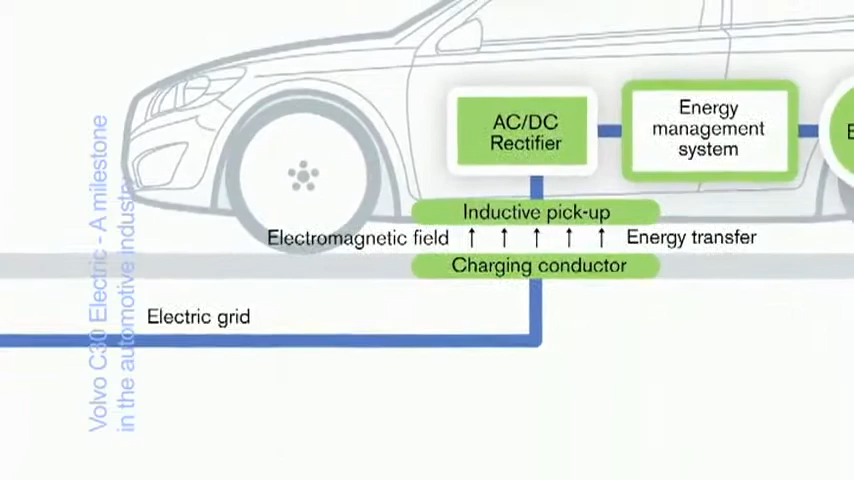 AC/DC
Rectifier
Energy
management
system
E
Inductive pick-up
Electromagnetic field
Energy transfer
Charging conductor
Electric grid
Volvo C30 Electric - A milestone
in the automotive industry